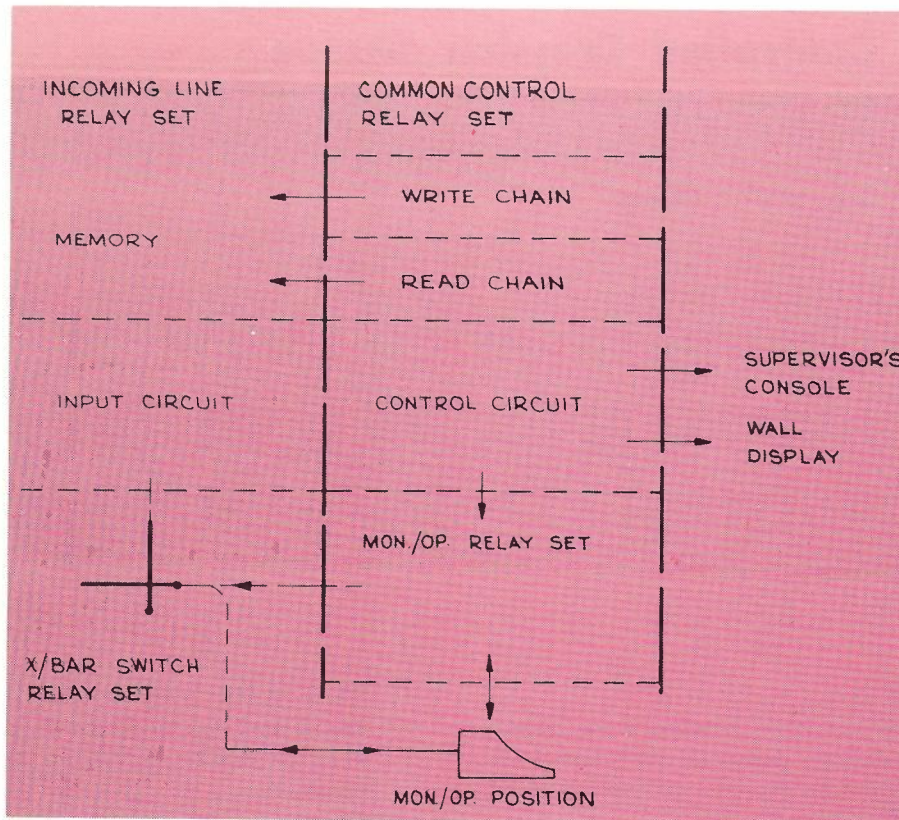 INCOMING LINE
RELAY SET
COMMON CONTROL
RELAY SET
WRITE CHAIN
MEMORY
READ CHAIN
INPUT CIRCUIT
CONTROL CIRCUIT
SUPERVISOR'S
CONSOLE
WALL
DISPLAY
MON./OP. RELAY SET
X/BAR SWITCH
RELAY SET
MON./OP. POSITION